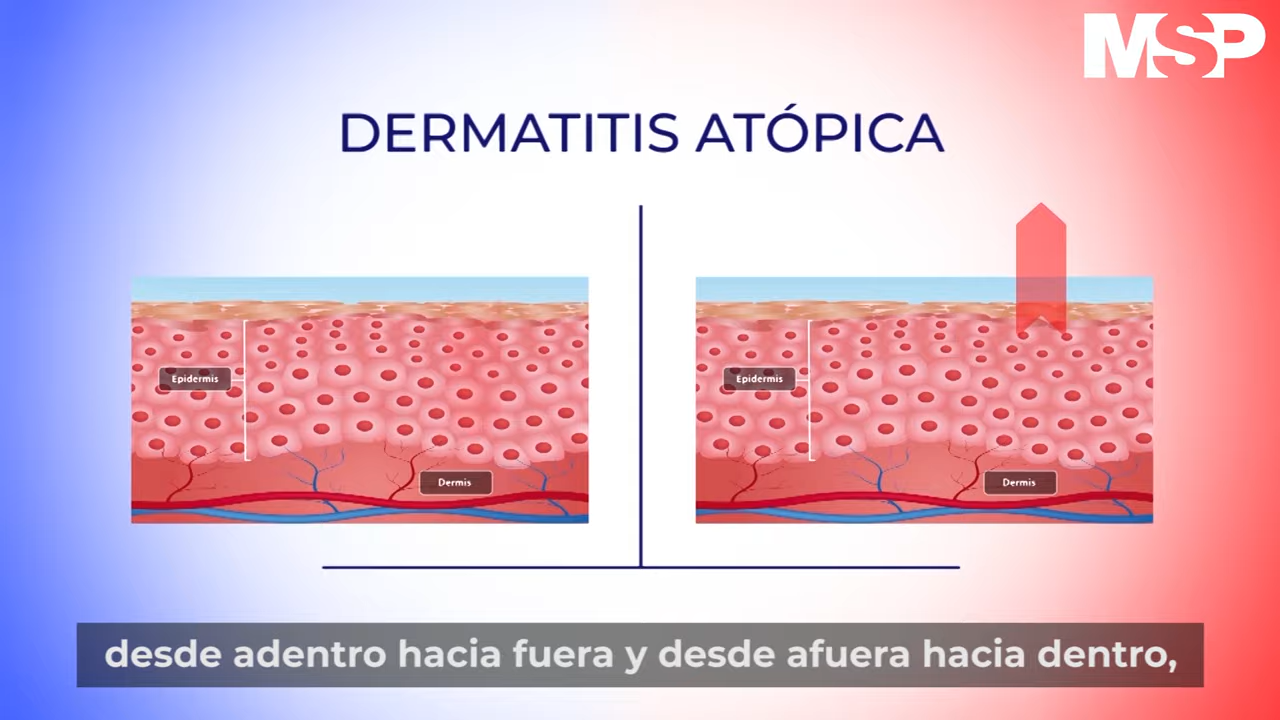 MSP
DERMATITIS ATÓPICA
Epidermis
Dermis
Epidermis
Dermis
desde adentro hacia fuera y desde afuera hacia dentro,